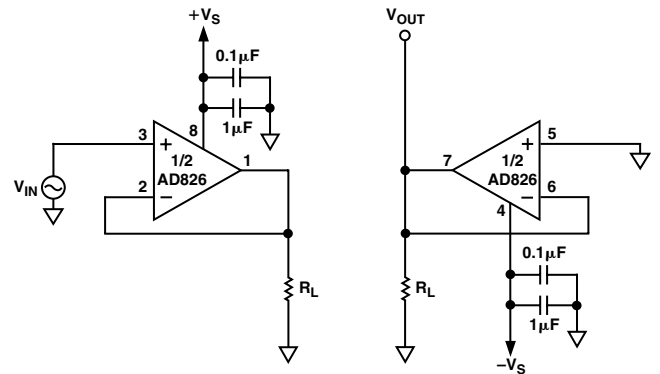 +VS
0.1µF
1µF
8
3
+
1/2
AD826
1
2
−
VIN
RL
VOUT
7
1/2
AD826
+
5
−
6
4
0.1µF
1µF
RL
−VS